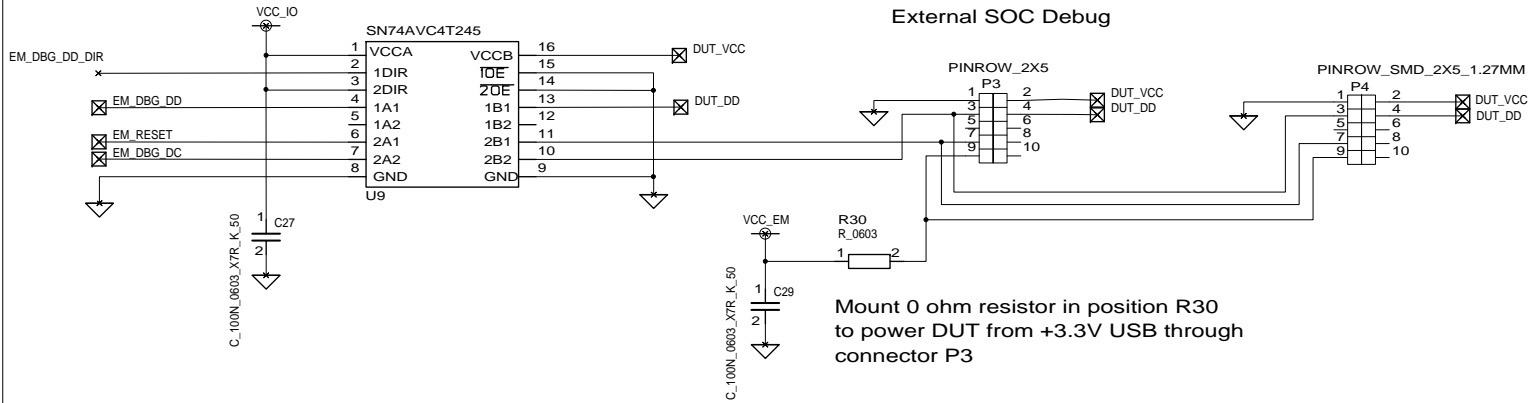 External SOC Debug
VCC_IO
SN74AVC4T245
EM_DBG_DD_DIR
1 VCCA VCCB 16 DUT_VCC
2 1DIR 1OE 15
3 2DIR 2OE 14
EM_DBG_DD 4 1A1 1B1 13 DUT_DD
5 1A2 1B2 12
EM_RESET 6 2A1 2B1 11
EM_DBG_DC 7 2A2 2B2 10
8 GND GND 9
U9
PINROW_2X5
P3
1 2 DUT_VCC
3 4 DUT_DD
5 6
7 8
9 10
PINROW_SMD_2X5_1.27MM
P4
1 2 DUT_VCC
3 4 DUT_DD
5 6
7 8
9 10
1 C27
2
C_100N_0603_X7R_K_50
VCC_EM
R30
R_0603
1 2
1 C29
2
C_100N_0603_X7R_K_50
Mount 0 ohm resistor in position R30
to power DUT from +3.3V USB through
connector P3